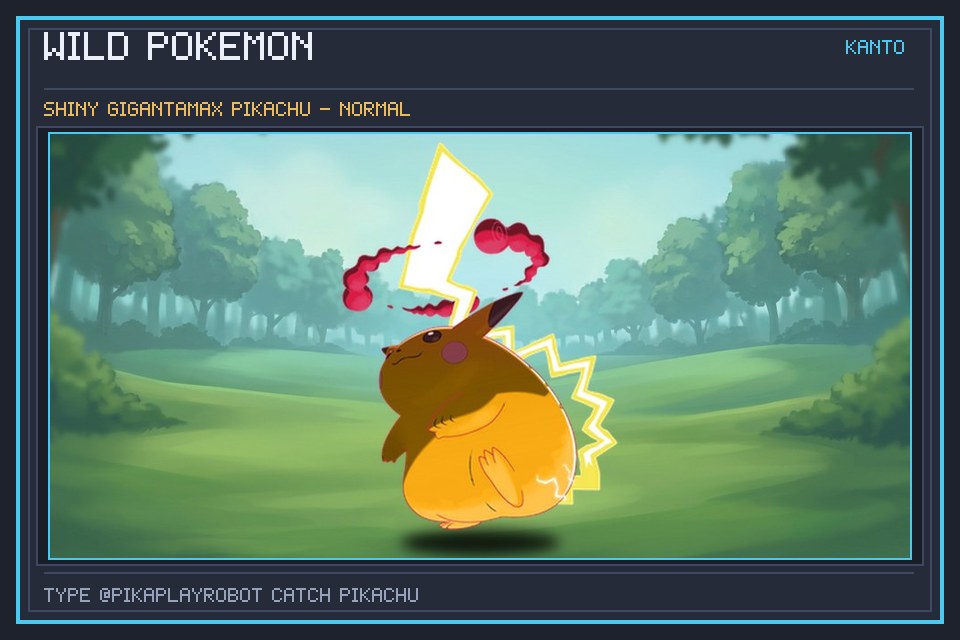 WILD POKEMON
KANTO
SHINY GIGANTAMAX PIKACHU - NORMAL
TYPE @PIKAPLAYROBOT CATCH PIKACHU